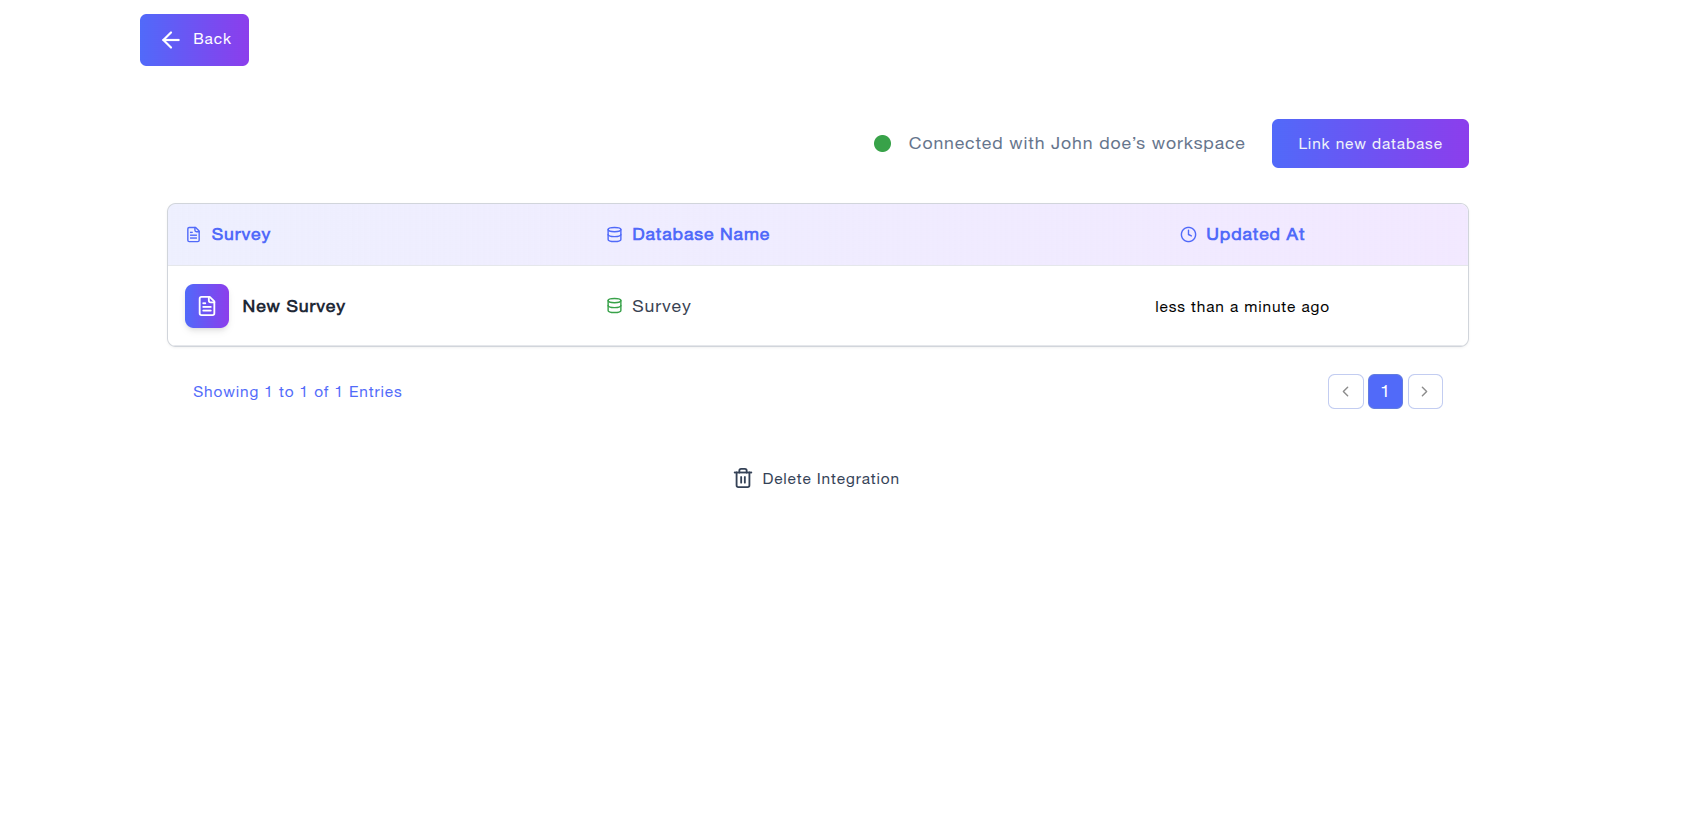 Back
Connected with John doe's workspace
Link new database
Survey
Database Name
Updated At
New Survey
Survey
less than a minute ago
Showing 1 to 1 of 1 Entries
1
Delete Integration